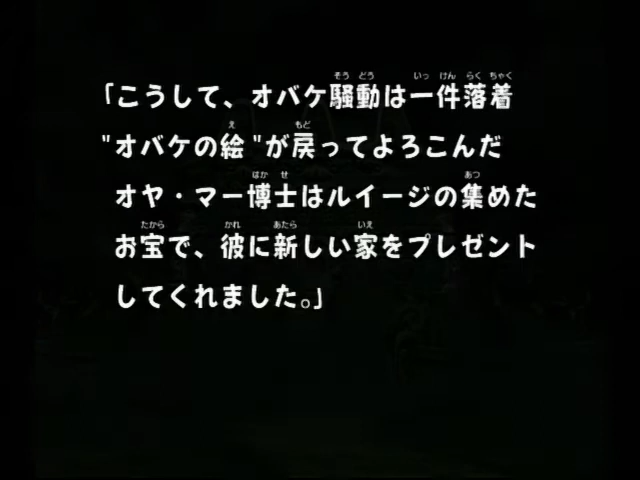 「こうして、オバケ騒動は一件落着
"オバケの絵"が戻ってよろこんだ
オヤ・マー博士はルイージの集めた
お宝で、彼に新しい家をプレゼント
してくれました。」